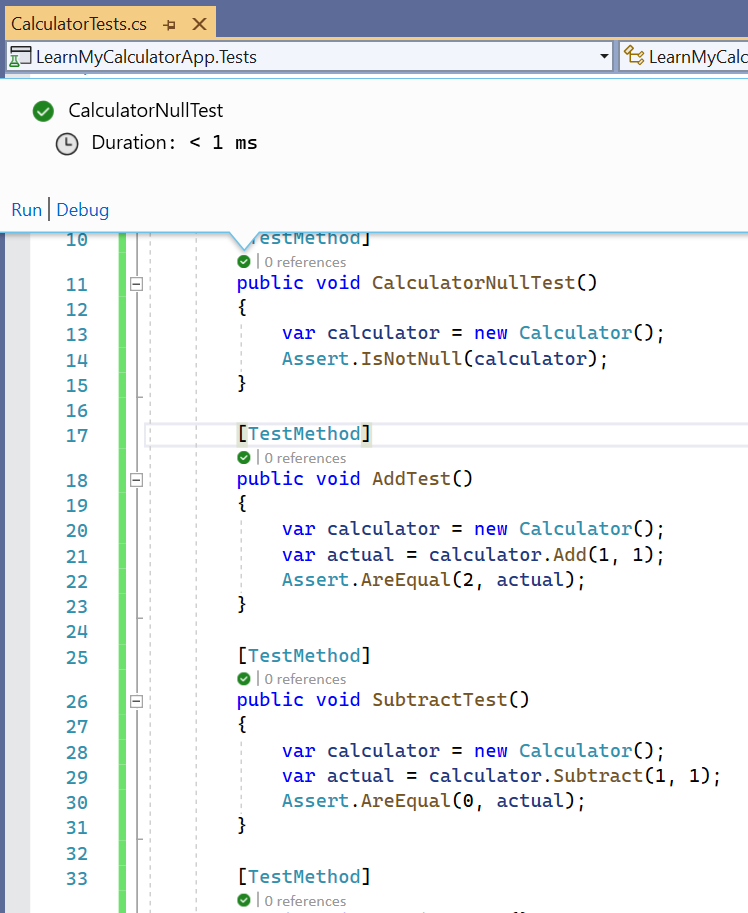 CalculatorTests.cs
LearnMyCalculatorApp.Tests LearnMyCalc
CalculatorNullTest
Duration: < 1 ms
Run | Debug
10 TestMethod]
0 references
11 public void CalculatorNullTest()
12 {
13 var calculator = new Calculator();
14 Assert.IsNotNull(calculator);
15 }
16
17 [TestMethod]
0 references
18 public void AddTest()
19 {
20 var calculator = new Calculator();
21 var actual = calculator.Add(1, 1);
22 Assert.AreEqual(2, actual);
23 }
24
25 [TestMethod]
0 references
26 public void SubtractTest()
27 {
28 var calculator = new Calculator();
29 var actual = calculator.Subtract(1, 1);
30 Assert.AreEqual(0, actual);
31 }
32
33 [TestMethod]
0 references